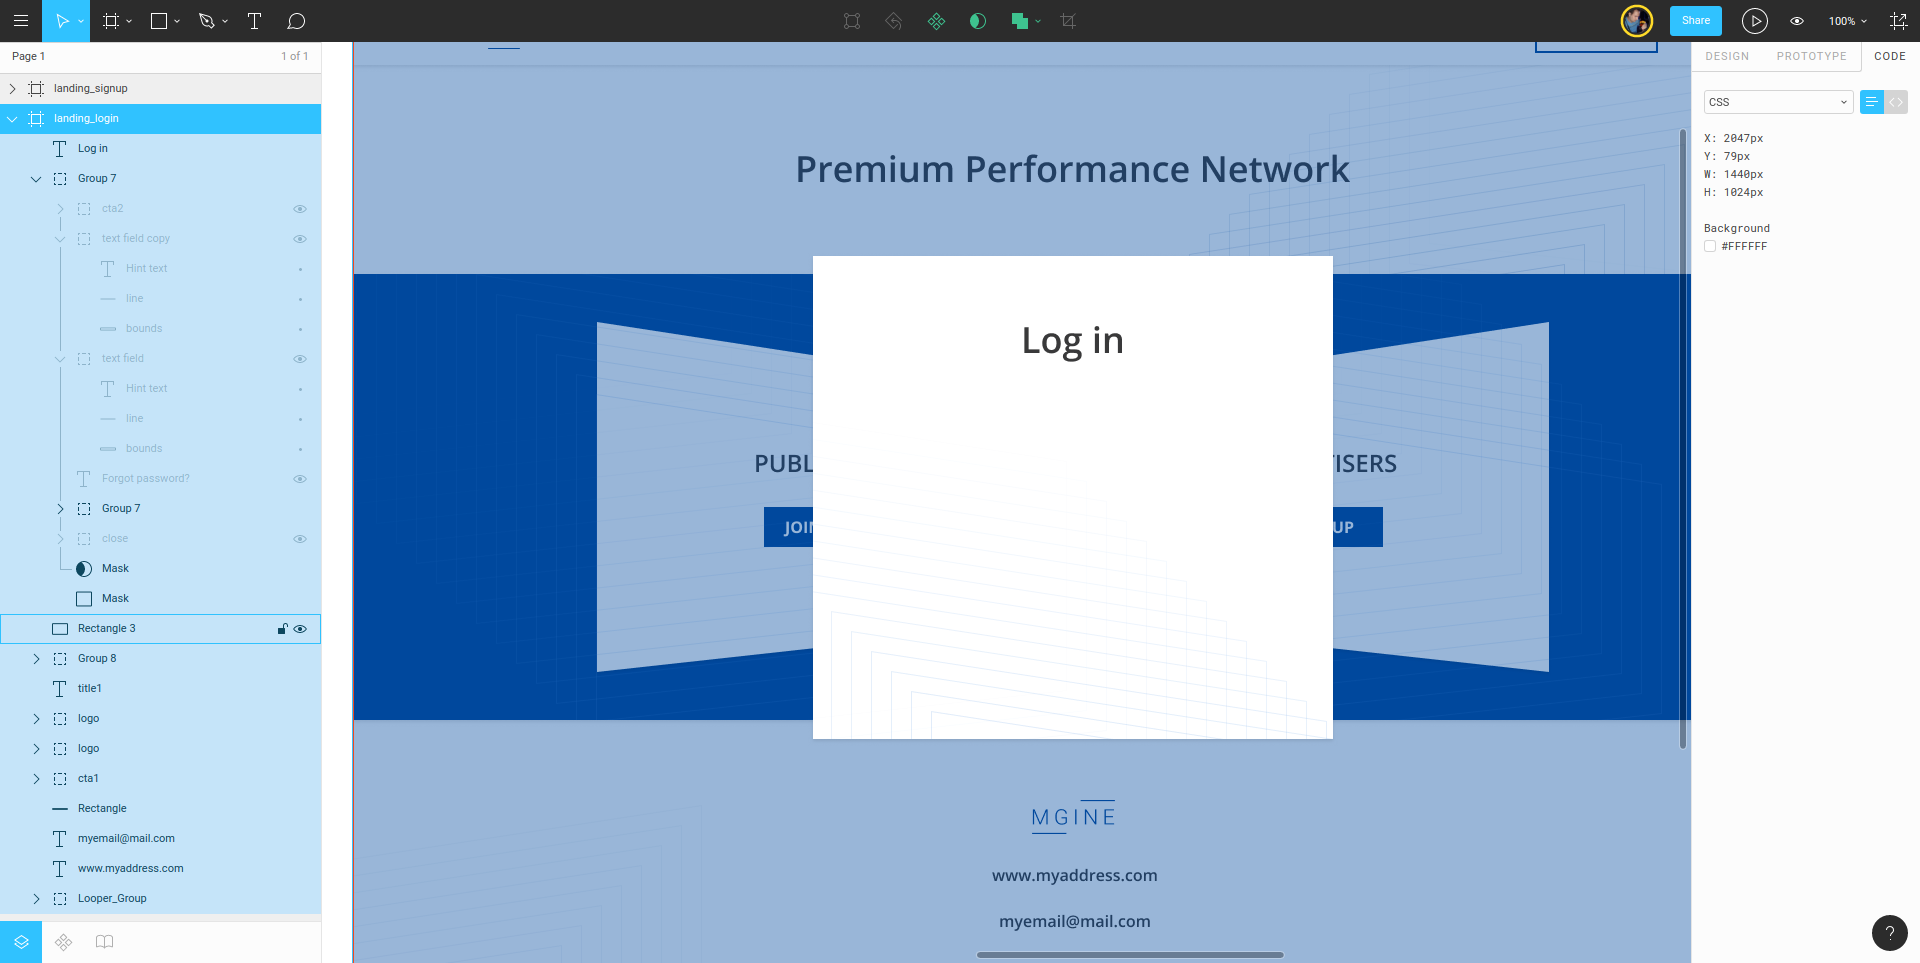 Share
100%
Page 1
1 of 1
DESIGN
PROTOTYPE
CODE
landing_signup
landing_login
Log in
Group 7
cta2
text field copy
Hint text
line
bounds
text field
Hint text
line
bounds
Forgot password?
Group 7
close
Mask
Mask
Rectangle 3
Group 8
title1
logo
logo
cta1
Rectangle
myemail@mail.com
www.myaddress.com
Looper_Group
Premium Performance Network
Log in
PUBL
ISERS
JOIN
UP
MGINE
www.myaddress.com
myemail@mail.com
CSS
X: 2047px
Y: 79px
W: 1440px
H: 1024px
Background
#FFFFFF
?